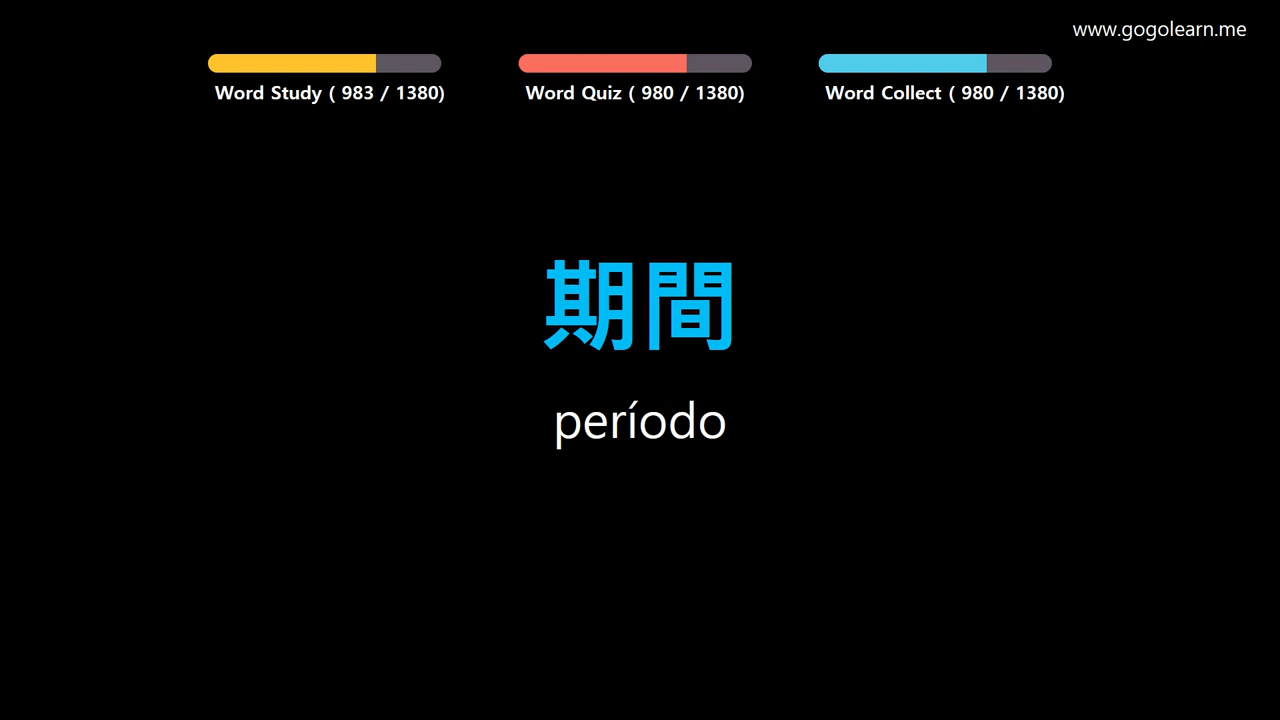 www.gogolearn.me
Word Study ( 983 / 1380)
Word Quiz ( 980 / 1380)
Word Collect ( 980 / 1380)
期間
período